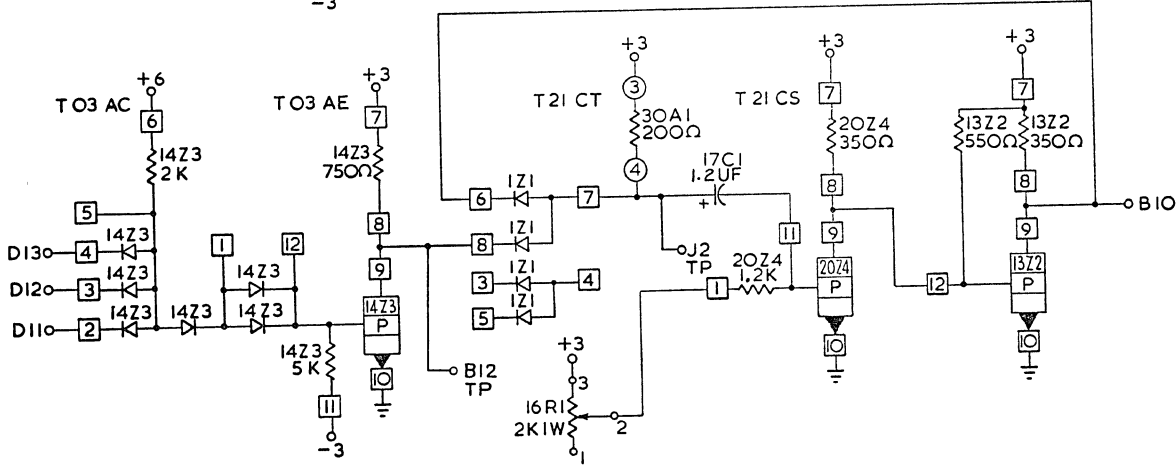 -3
+6
T03 AC
6
14Z3
2K
5
D13
4
14Z3
D12
3
14Z3
D11
2
14Z3
14Z3
1
14Z3
12
14Z3
14Z3
5K
11
-3
T03 AE
+3
7
14Z3
750Ω
8
9
14Z3
P
10
B12
TP
6
1Z1
8
1Z1
7
3
1Z1
4
5
1Z1
T21 CT
+3
3
30A1
200Ω
4
17C1
1.2UF
+
11
J2
TP
1
20Z4
1.2K
+3
3
16R1
2K1W
2
1
T21 CS
+3
7
20Z4
350Ω
8
9
20Z4
P
10
12
+3
7
13Z2
550Ω
13Z2
350Ω
8
9
13Z2
P
10
B10